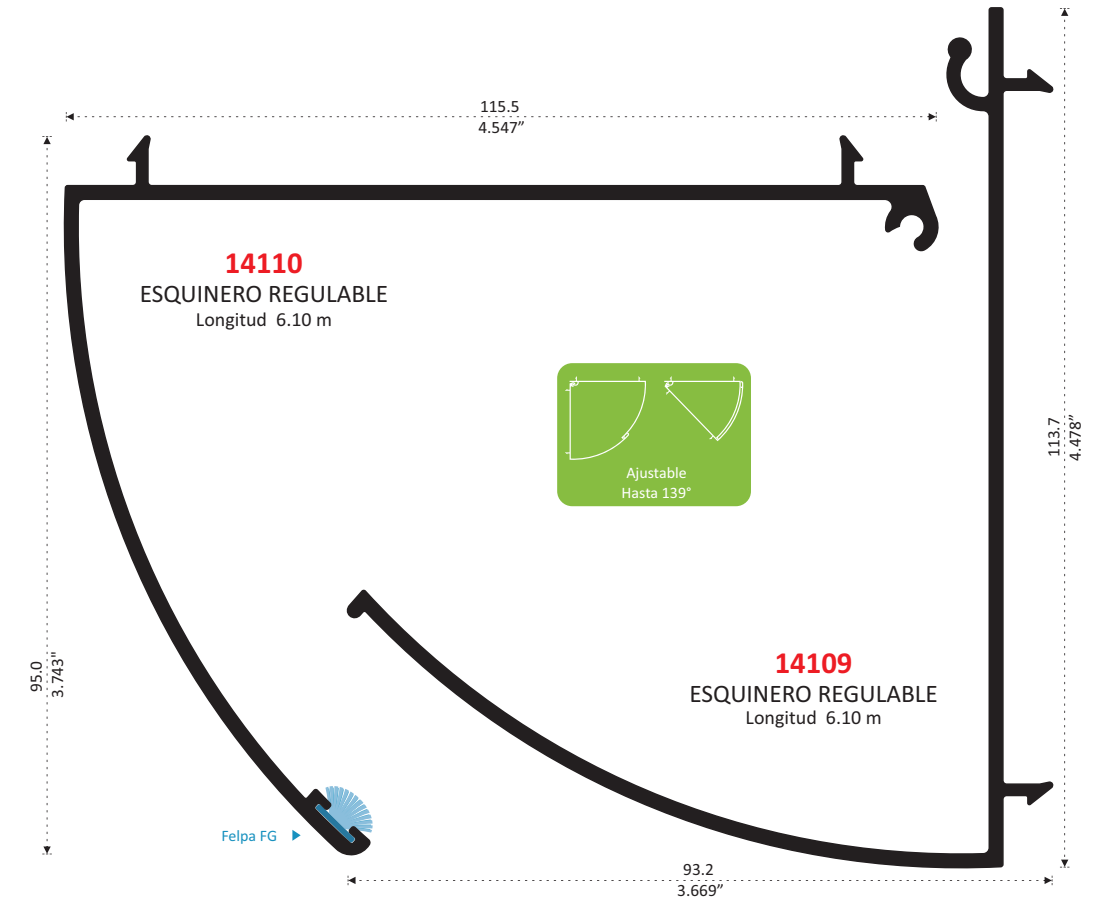 115.5
4.547”
14110
ESQUINERO REGULABLE
Longitud 6.10 m
Ajustable
Hasta 139°
113.7
4.478”
95.0
3.743"
14109
ESQUINERO REGULABLE
Longitud 6.10 m
Felpa FG
93.2
3.669”